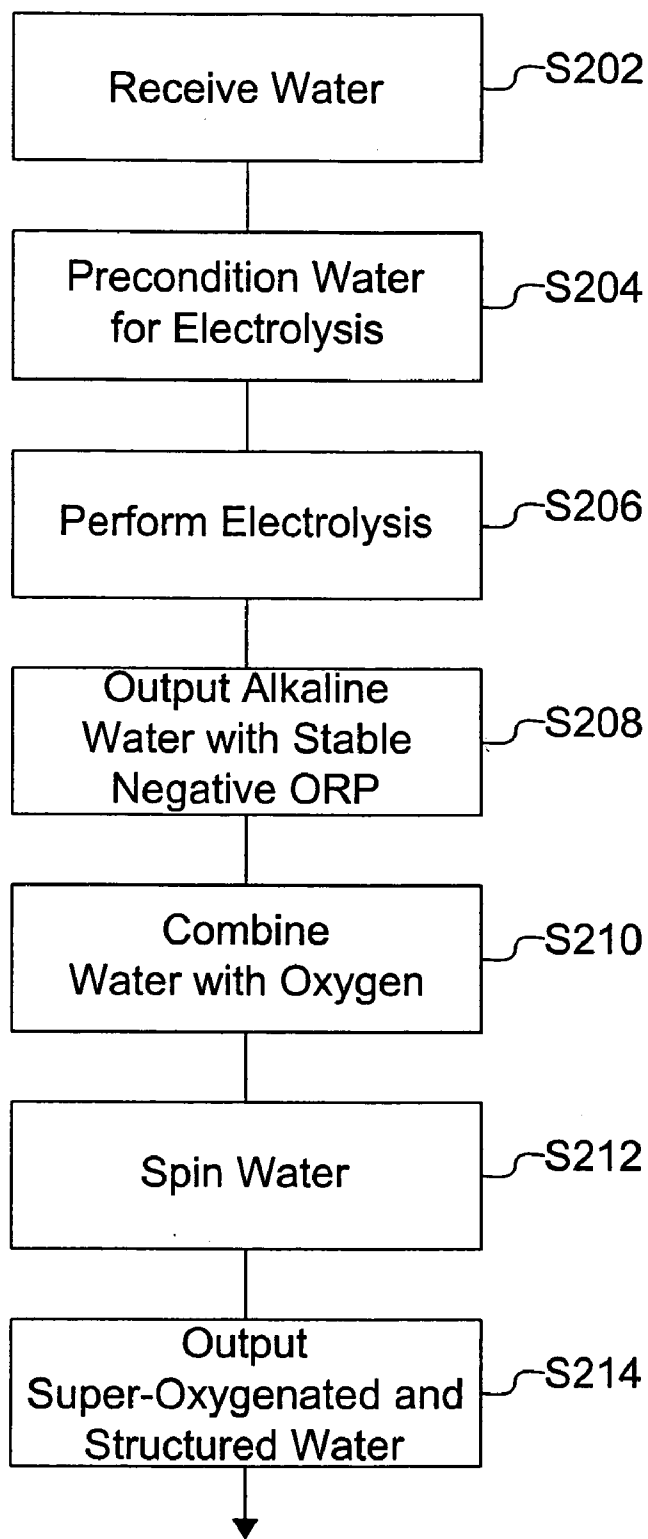 Receive Water
S202
Precondition Water
for Electrolysis
S204
Perform Electrolysis
S206
Output Alkaline
Water with Stable
Negative ORP
S208
Combine
Water with Oxygen
S210
Spin Water
S212
Output
Super-Oxygenated and
Structured Water
S214